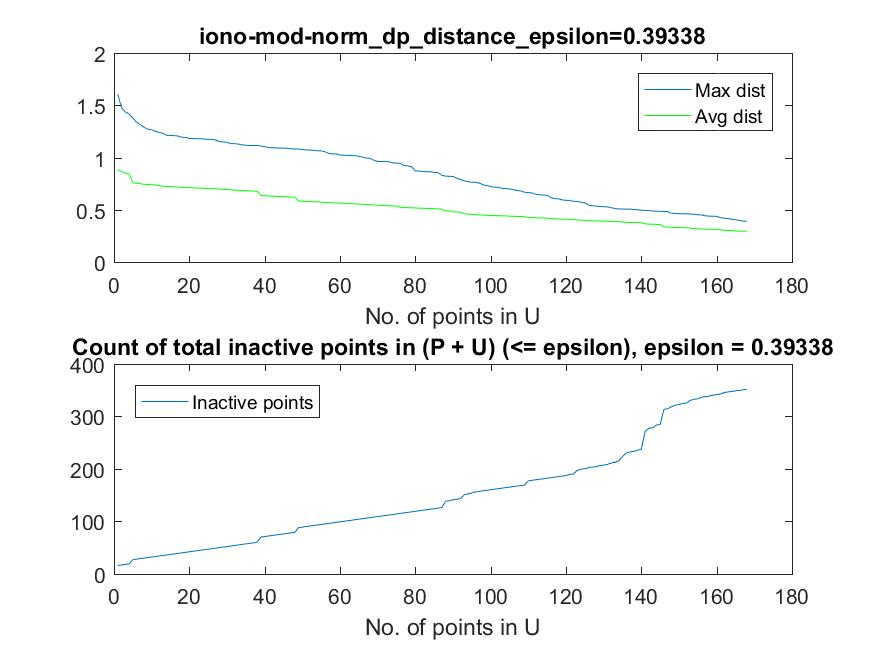 iono-mod-norm_dp_distance_epsilon=0.39338
2
1.5
1
0.5
0
Max dist
Avg dist
0 20 40 60 80 100 120 140 160 180
No. of points in U
Count of total inactive points in (P + U) (<= epsilon), epsilon = 0.39338
400
300
200
100
0
Inactive points
0 20 40 60 80 100 120 140 160 180
No. of points in U